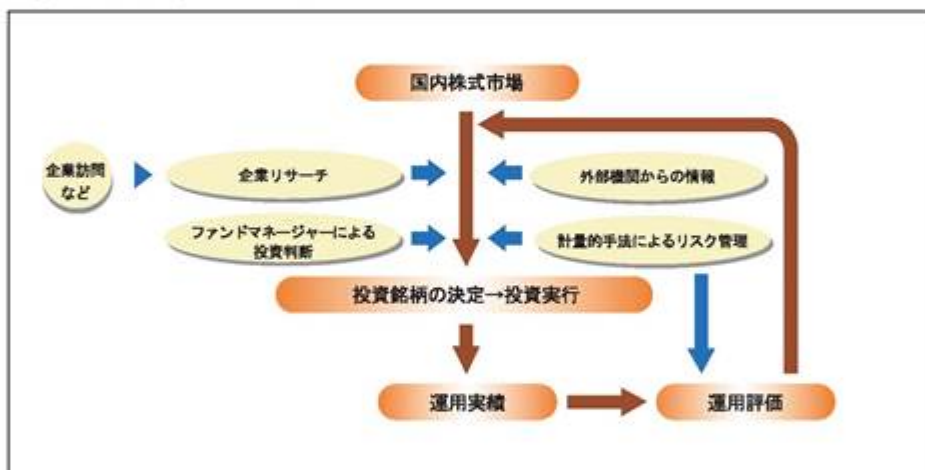 国内株式市場
企業訪問
など
企業リサーチ
外部機関からの情報
ファンドマネージャーによる
投資判断
計量的手法によるリスク管理
投資銘柄の決定→投資実行
運用実績
運用評価